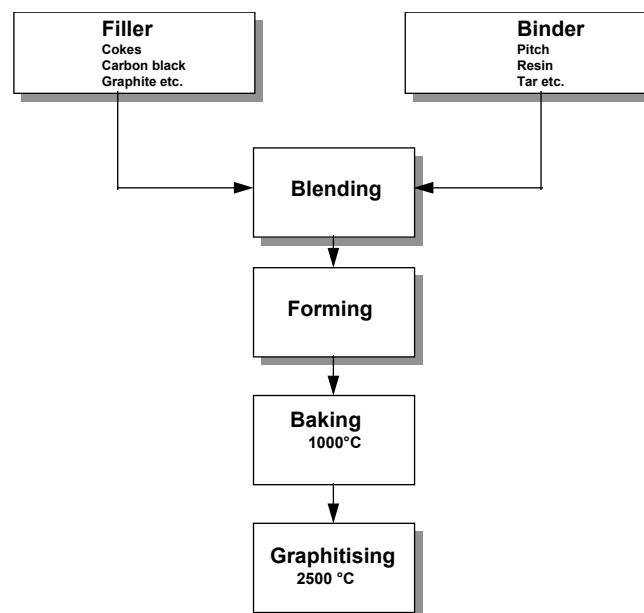 Filler
Cokes
Carbon black
Graphite etc.
Binder
Pitch
Resin
Tar etc.
Blending
Forming
Baking
1000°C
Graphitising
2500 °C